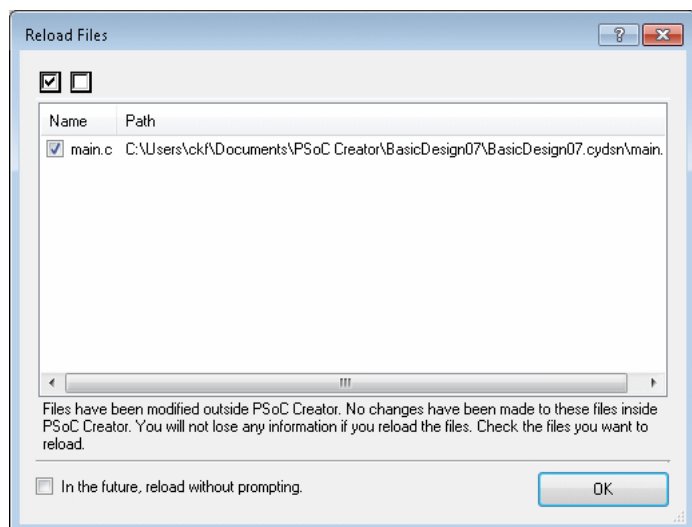 Reload Files
Name Path
main.c C:\Users\ckf\Documents\PSoC Creator\BasicDesign07\BasicDesign07.cydsn\main.
Files have been modified outside PSoC Creator. No changes have been made to these files inside
PSoC Creator. You will not lose any information if you reload the files. Check the files you want to
reload.
In the future, reload without prompting.
OK